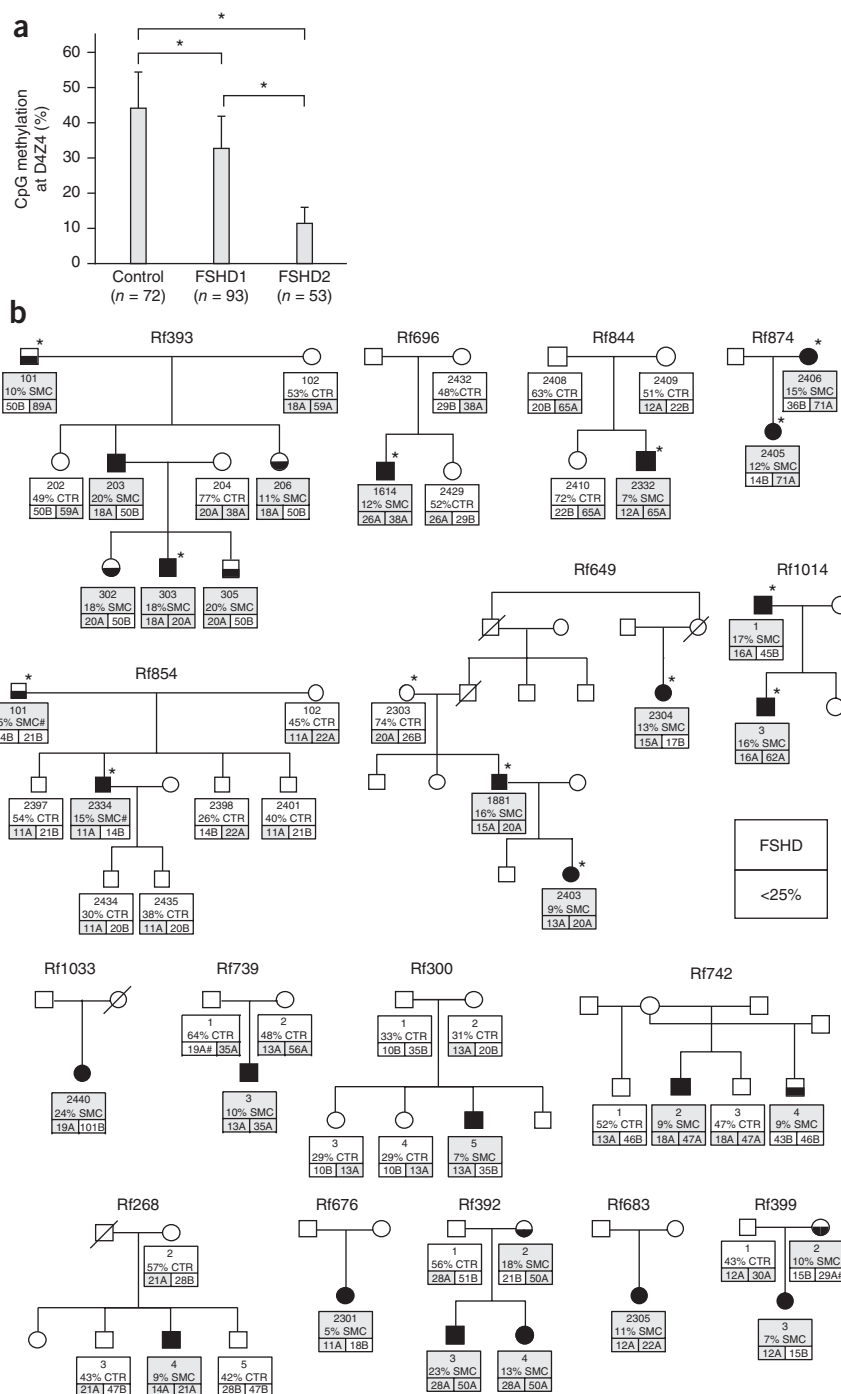 a
*
*
*
60
50
40
30
20
10
0
CpG methylation
at D4Z4 (%)
Control
(n = 72)
FSHD1
(n = 93)
FSHD2
(n = 53)
b
Rf393
*
101
10% SMC
50B 89A
102
53% CTR
18A 59A
202
49% CTR
50B 59A
203
20% SMC
18A 50B
204
77% CTR
20A 38A
206
11% SMC
18A 50B
*
302
18% SMC
20A 50B
303
18%SMC
18A 20A
305
20% SMC
20A 50B
Rf696
2432
48%CTR
29B 38A
*
1614
12% SMC
26A 38A
2429
52%CTR
26A 29B
Rf844
2408
63% CTR
20B 65A
2409
51% CTR
12A 22B
*
2410
72% CTR
22B 65A
2332
7% SMC
12A 65A
Rf874
*
2406
15% SMC
36B 71A
*
2405
12% SMC
14B 71A
Rf854
*
101
5% SMC#
4B 21B
102
45% CTR
11A 22A
*
2397
54% CTR
11A 21B
2334
15% SMC#
11A 14B
2398
26% CTR
14B 22A
2401
40% CTR
11A 21B
2434
30% CTR
11A 20B
2435
38% CTR
11A 20B
Rf649
*
2303
74% CTR
20A 26B
*
2304
13% SMC
15A 17B
*
1881
16% SMC
15A 20A
*
2403
9% SMC
13A 20A
Rf1014
*
1
17% SMC
16A 45B
*
3
16% SMC
16A 62A
FSHD
<25%
Rf1033
2440
24% SMC
19A 101B
Rf739
1
64% CTR
19A# 35A
2
48% CTR
13A 56A
3
10% SMC
13A 35A
Rf300
1
33% CTR
10B 35B
2
31% CTR
13A 20B
3
29% CTR
10B 13A
4
29% CTR
10B 13A
5
7% SMC
13A 35B
Rf742
1
52% CTR
13A 46B
2
9% SMC
18A 47A
3
47% CTR
18A 47A
4
9% SMC
43B 46B
Rf268
2
57% CTR
21A 28B
3
43% CTR
21A 47B
4
9% SMC
14A 21A
5
42% CTR
28B 47B
Rf676
2301
5% SMC
11A 18B
Rf392
1
56% CTR
28A 51B
2
18% SMC
21B 50A
3
23% SMC
28A 50A
4
13% SMC
28A 50A
Rf683
2305
11% SMC
12A 22A
Rf399
1
43% CTR
12A 30A
2
10% SMC
15B 29A#
3
7% SMC
12A 15B